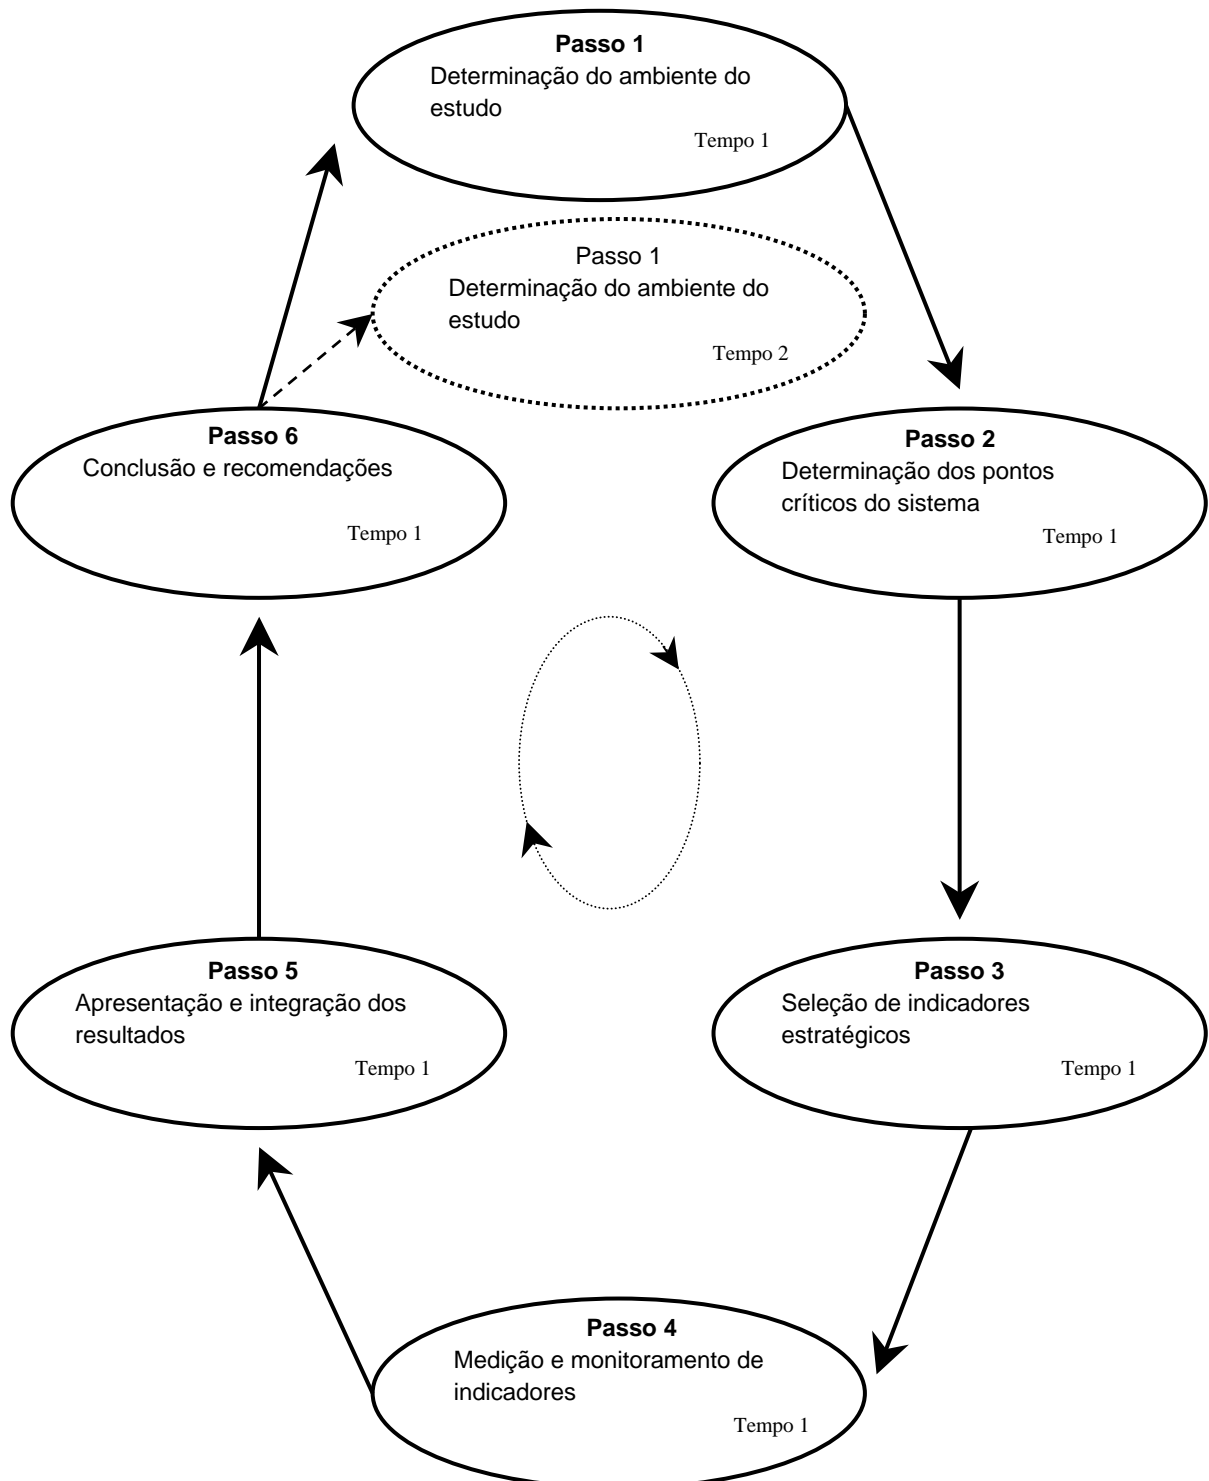 Passo 1
Determinação do ambiente do
estudo
Tempo 1
Passo 1
Determinação do ambiente do
estudo
Tempo 2
Passo 6
Conclusão e recomendações
Tempo 1
Passo 2
Determinação dos pontos
críticos do sistema
Tempo 1
Passo 5
Apresentação e integração dos
resultados
Tempo 1
Passo 3
Seleção de indicadores
estratégicos
Tempo 1
Passo 4
Medição e monitoramento de
indicadores
Tempo 1